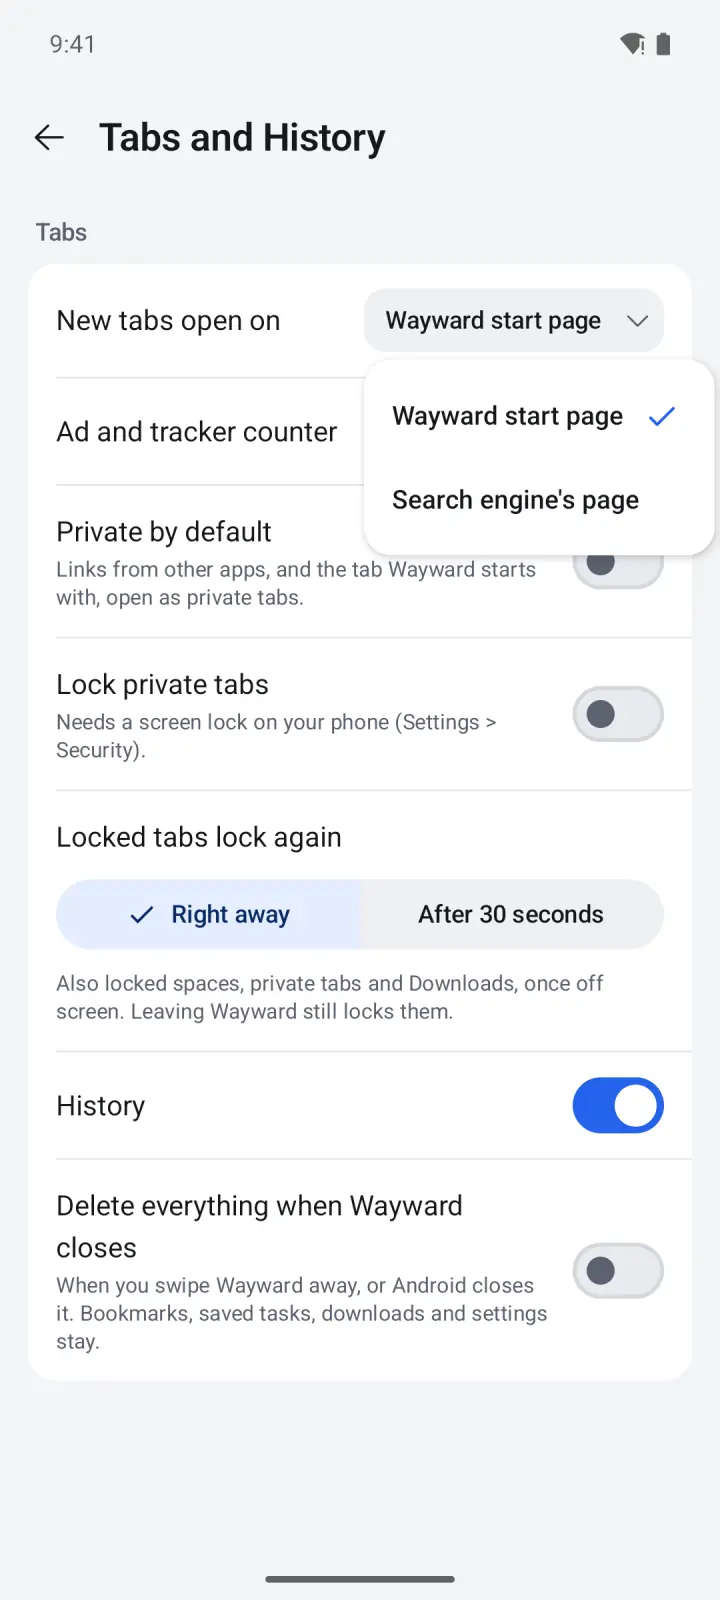 9:41
Tabs and History
Tabs
New tabs open on
Wayward start page
Wayward start page
Search engine's page
Ad and tracker counter
Private by default
Links from other apps, and the tab Wayward starts
with, open as private tabs.
Lock private tabs
Needs a screen lock on your phone (Settings >
Security).
Locked tabs lock again
Right away
After 30 seconds
Also locked spaces, private tabs and Downloads, once off
screen. Leaving Wayward still locks them.
History
Delete everything when Wayward
closes
When you swipe Wayward away, or Android closes
it. Bookmarks, saved tasks, downloads and settings
stay.